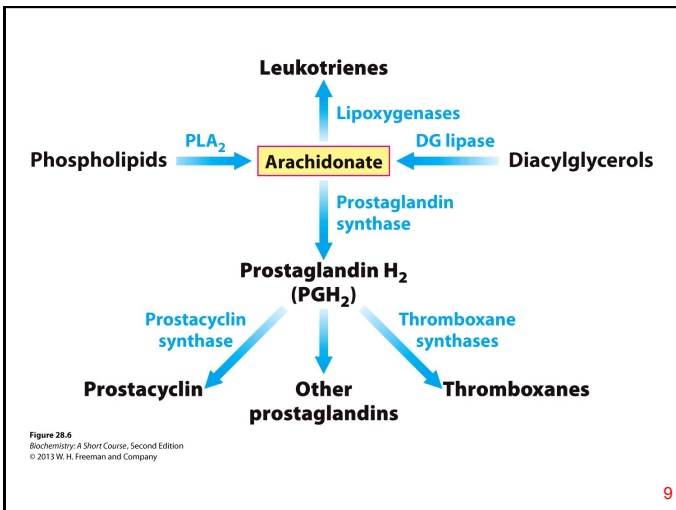 Leukotrienes
Lipoxygenases
PLA₂
DG lipase
Phospholipids
Arachidonate
Diacylglycerols
Prostaglandin
synthase
Prostaglandin H₂
(PGH₂)
Prostacyclin
synthase
Thromboxane
synthases
Prostacyclin
Other
prostaglandins
Thromboxanes
Figure 28.6
Biochemistry: A Short Course, Second Edition
© 2013 W. H. Freeman and Company
9